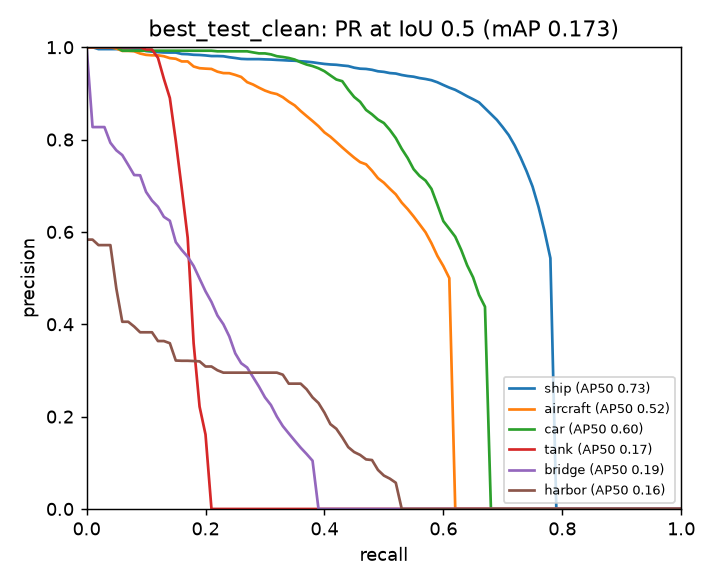 best_test_clean: PR at IoU 0.5 (mAP 0.173)
1.0
0.8
0.6
0.4
0.2
0.0
precision
ship (AP50 0.73)
aircraft (AP50 0.52)
car (AP50 0.60)
tank (AP50 0.17)
bridge (AP50 0.19)
harbor (AP50 0.16)
0.0 0.2 0.4 0.6 0.8 1.0
recall